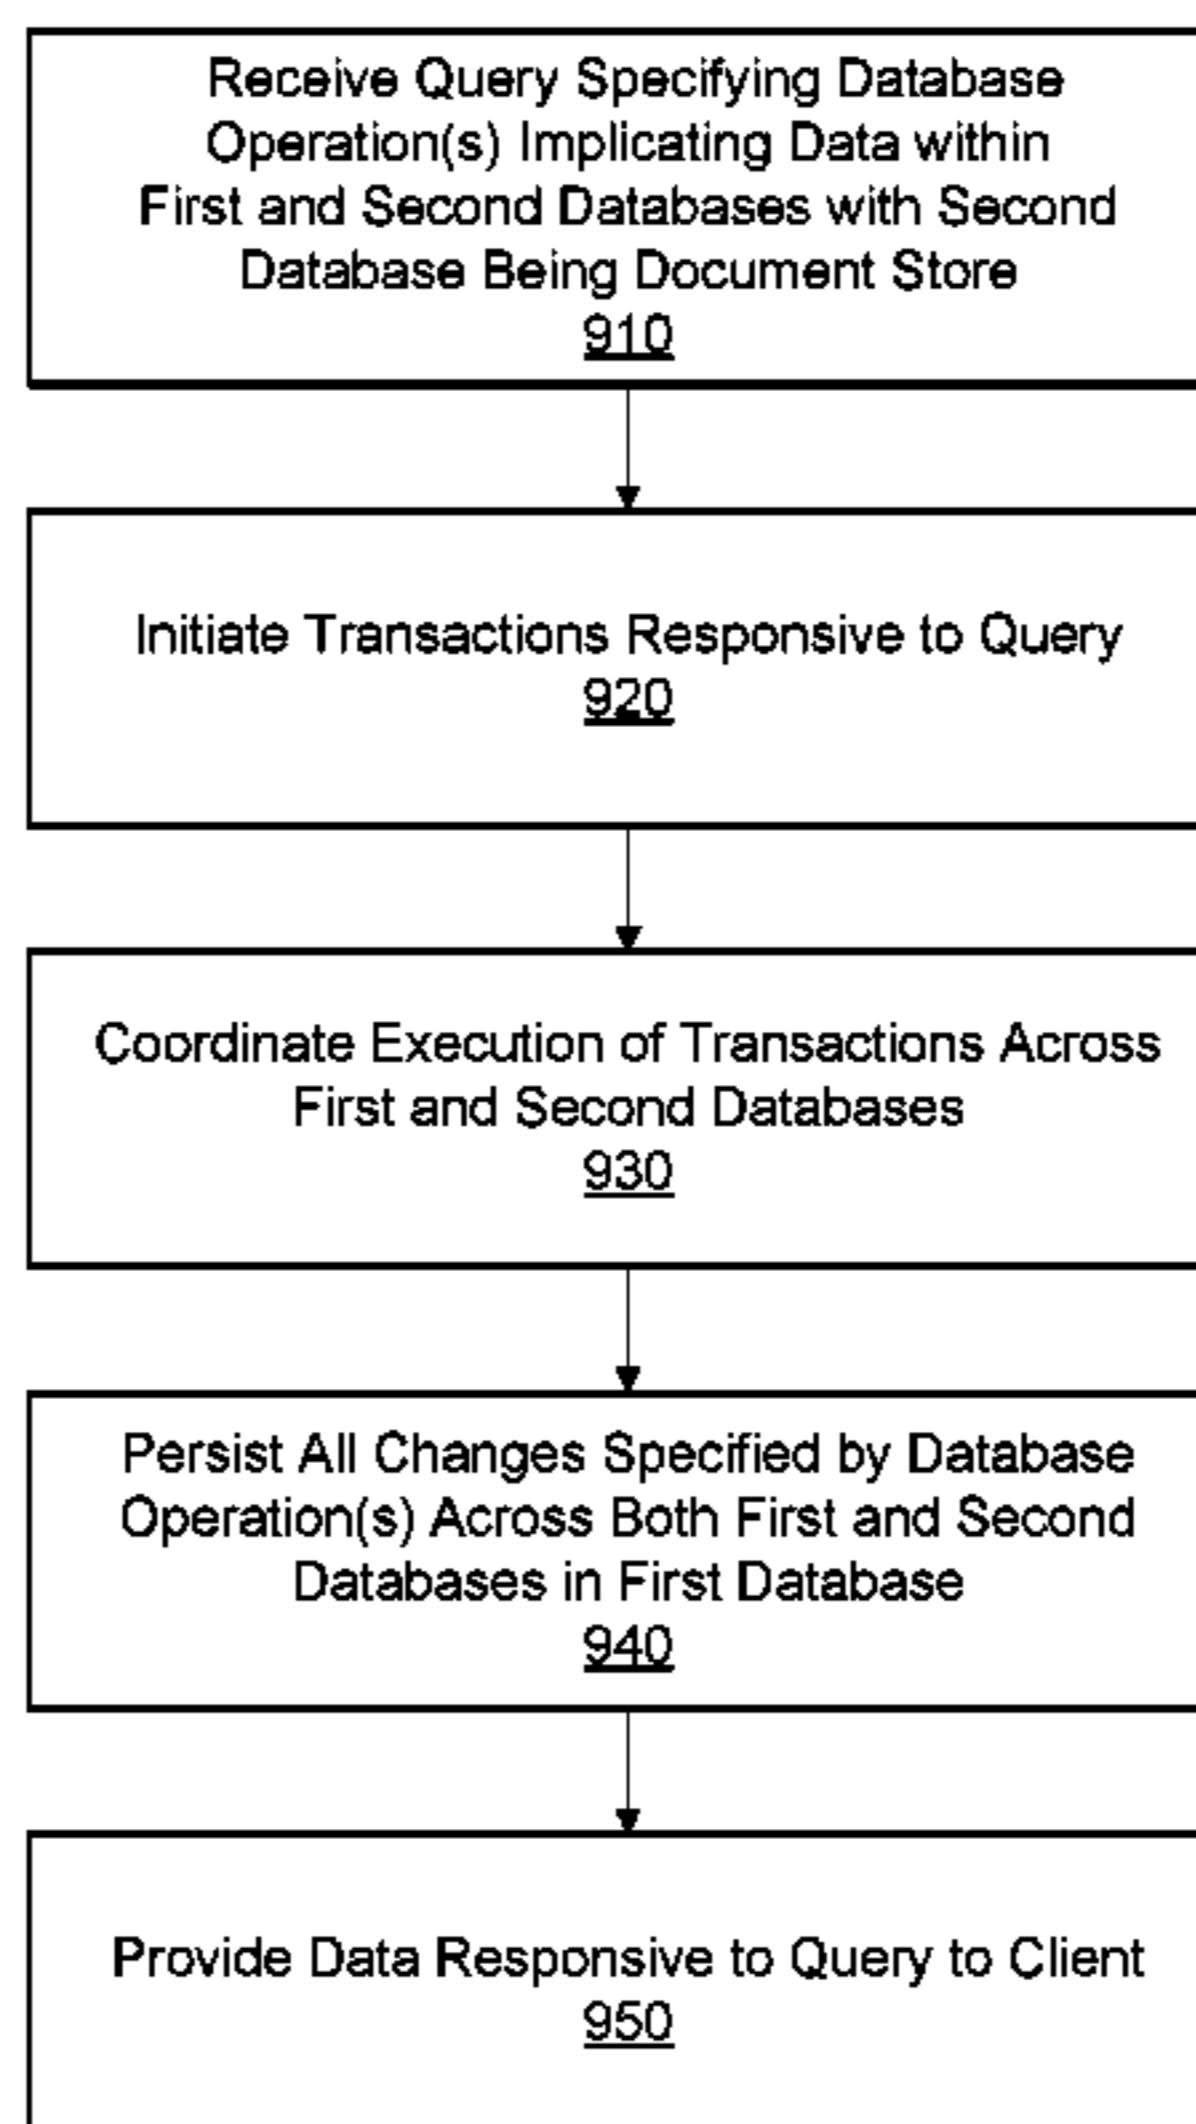 Receive Query Specifying Database
Operation(s) Implicating Data within
First and Second Databases with Second
Database Being Document Store
910
Initiate Transactions Responsive to Query
920
Coordinate Execution of Transactions Across
First and Second Databases
930
Persist All Changes Specified by Database
Operation(s) Across Both First and Second
Databases in First Database
940
Provide Data Responsive to Query to Client
950